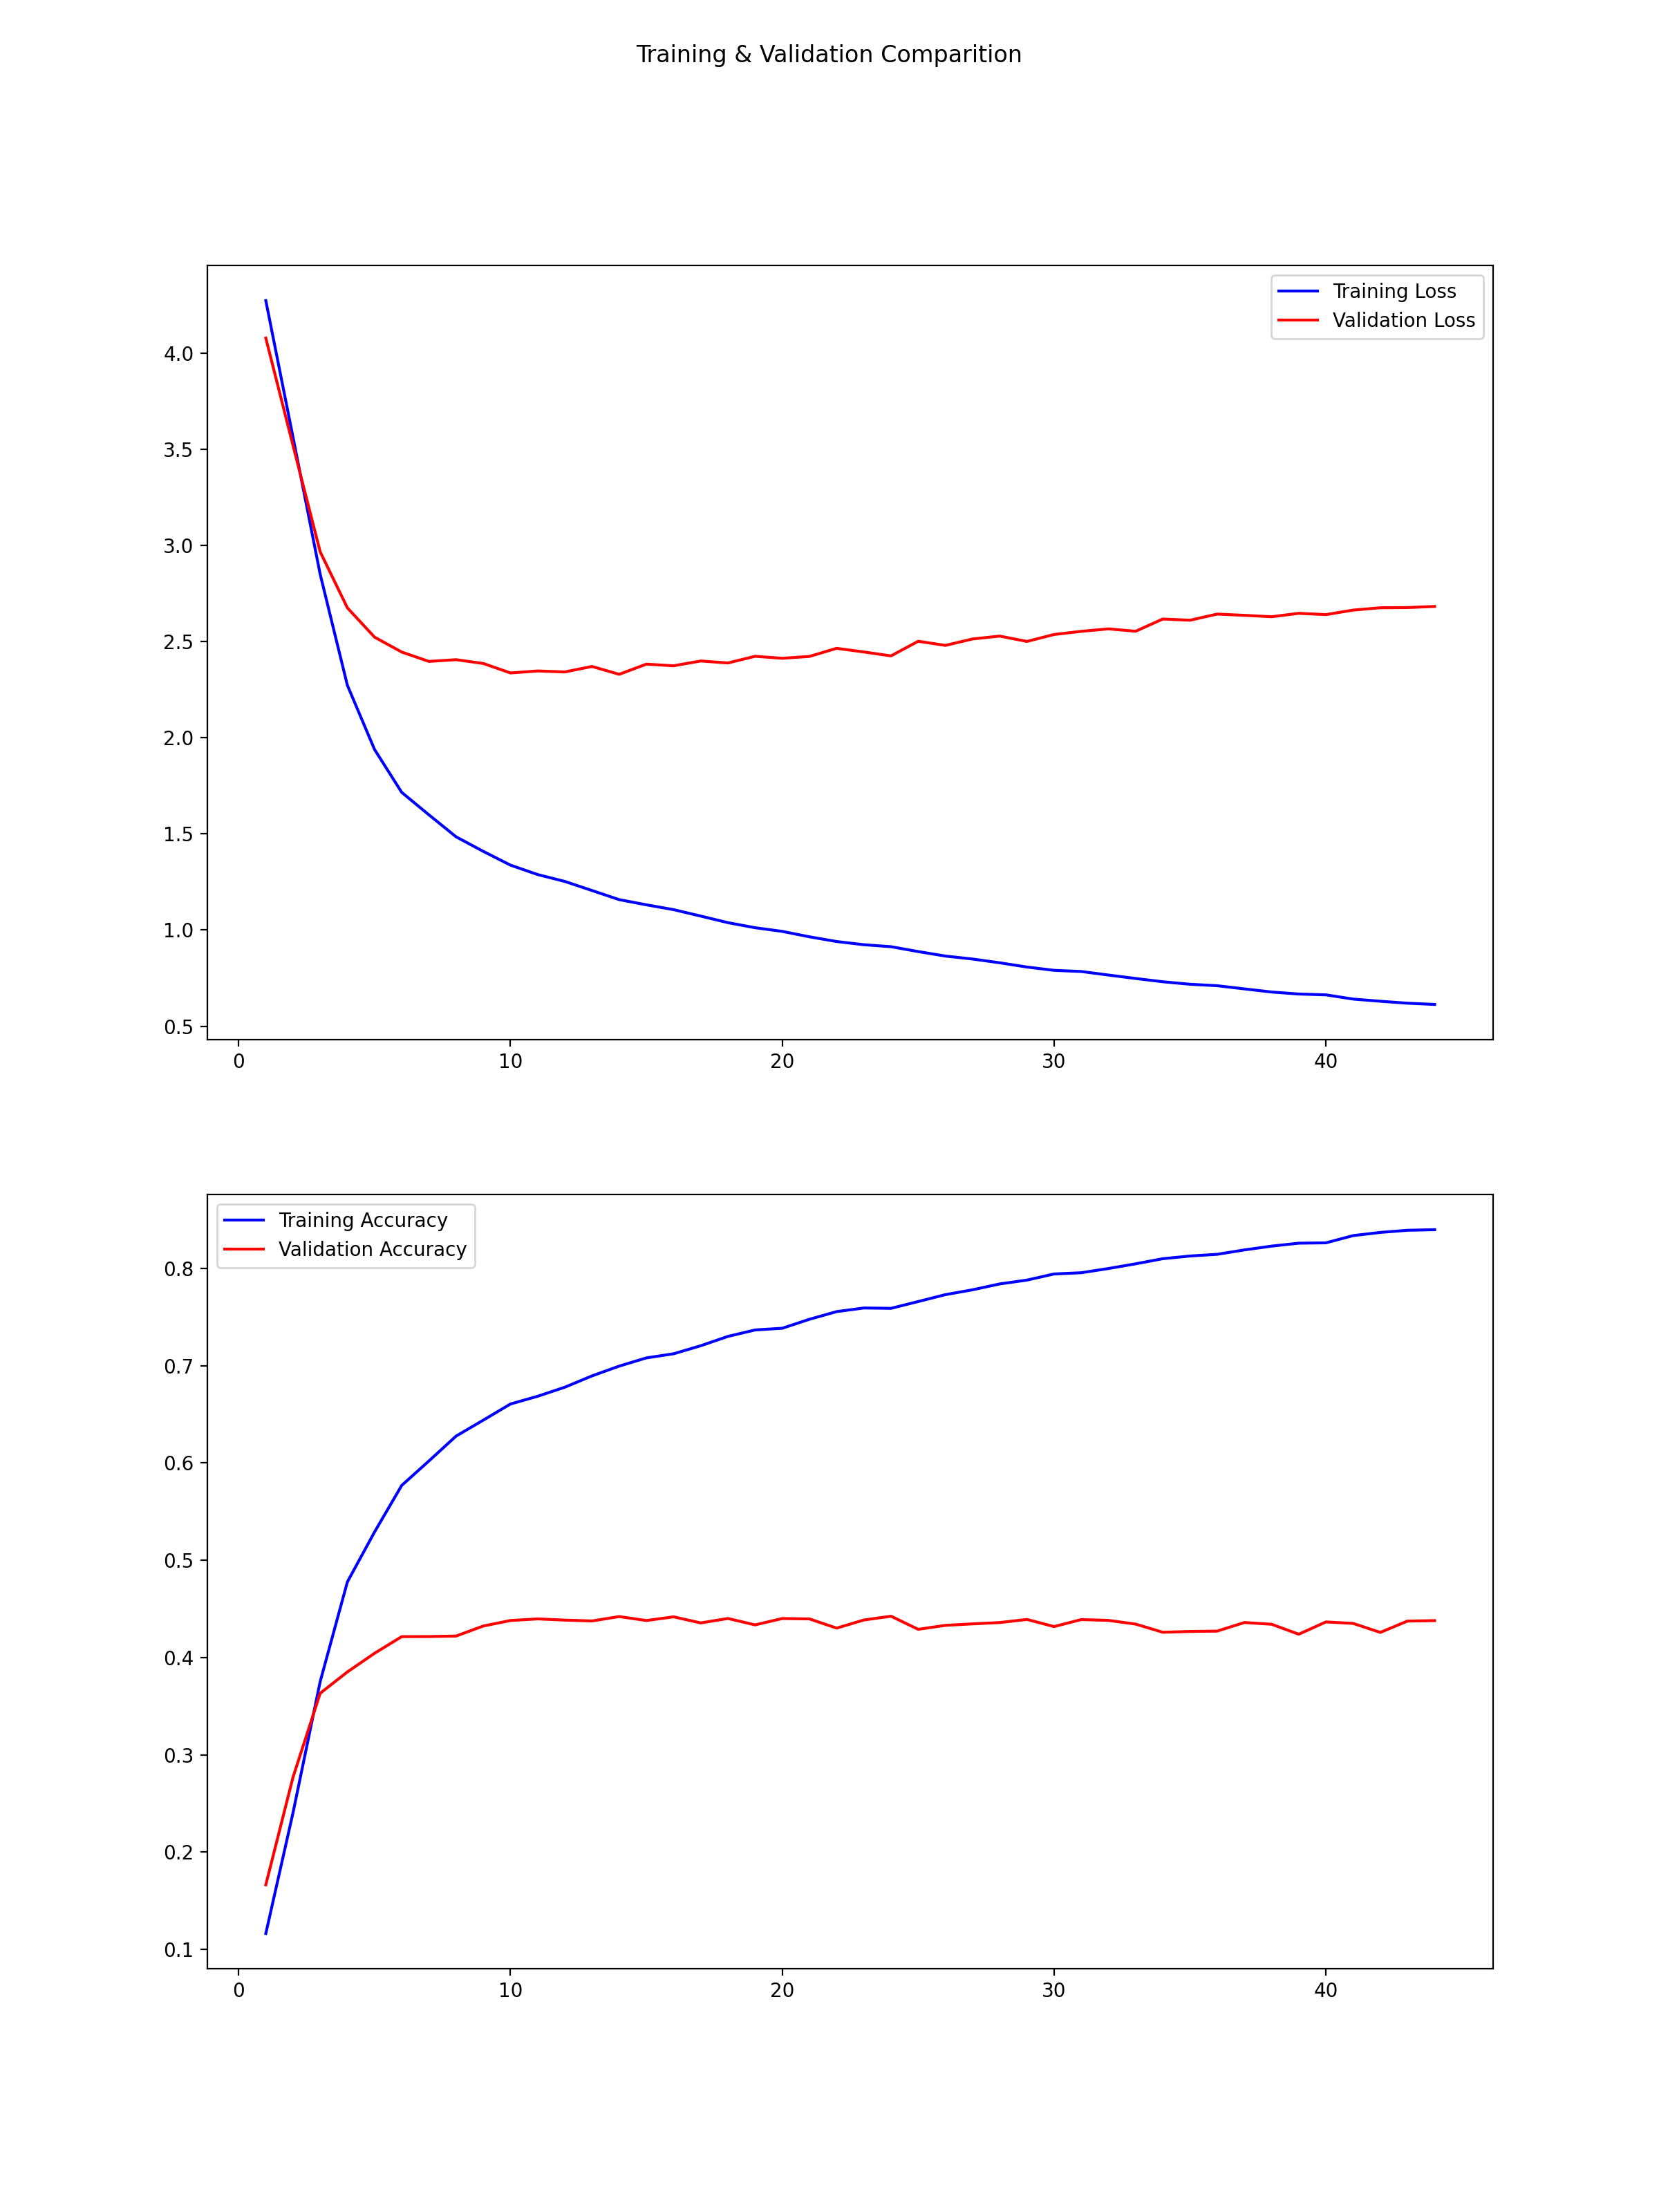 Training & Validation Comparition
Training Loss
Validation Loss
4.0
3.5
3.0
2.5
2.0
1.5
1.0
0.5
0 10 20 30 40
Training Accuracy
Validation Accuracy
0.8
0.7
0.6
0.5
0.4
0.3
0.2
0.1
0 10 20 30 40